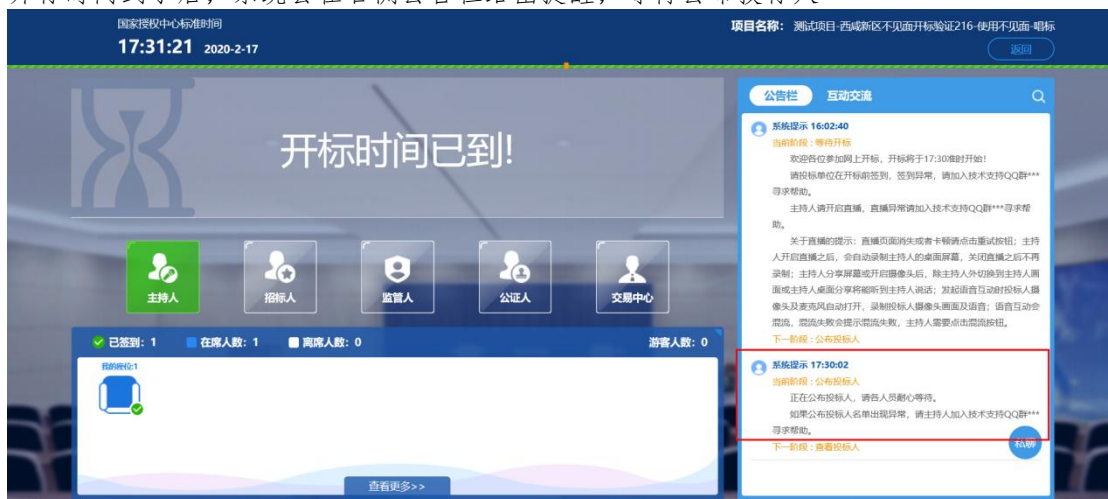 国家授权中心标准时间
17:31:21 2020-2-17
项目名称： 测试项目-西咸新区不见面开标验证216-使用不见面-唱标
返回
开标时间已到!
主持人
招标人
监管人
公证人
交易中心
已签到：1 在席人数：1 离席人数：0 游客人数：0
我的座位:1
查看更多>>
公告栏 互动交流
系统提示 16:02:40
当前阶段：等待开标
欢迎各位参加网上开标，开标将于17:30准时开始!
请投标单位在开标前签到，签到异常，请加入技术支持QQ群***
寻求帮助。
主持人请开启直播，直播异常请加入技术支持QQ群***寻求帮
助。
关于直播的提示：直播页面消失或者卡顿请点击重试按钮；主持
人开启直播之后，会自动录制主持人的桌面屏幕，关闭直播之后不再
录制；主持人分享屏幕或开启摄像头后，除主持人外切换到主持人画
面或主持人桌面分享将能听到主持人说话；发起语音互动时投标人摄
像头及麦克风自动打开，录制投标人摄像头画面及语音；语音互动会
混流，混流失败会提示混流失败，主持人需要点击混流按钮。
下一阶段：公布投标人
系统提示 17:30:02
当前阶段：公布投标人
正在公布投标人，请各人员耐心等待。
如果公布投标人名单出现异常，请主持人加入技术支持QQ群***
寻求帮助。
下一阶段：查看投标人
私聊